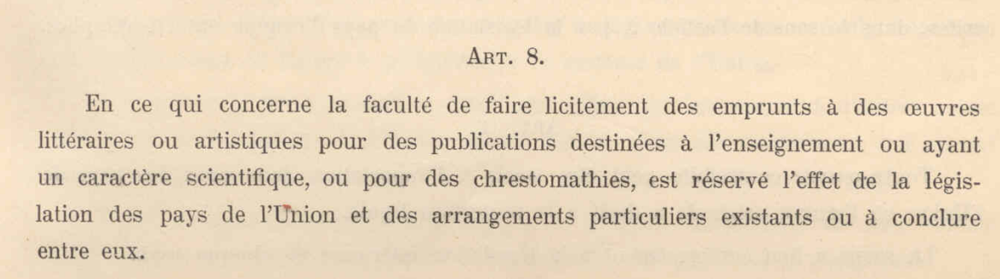 ART. 8.
En ce qui concerne la faculté de faire licitement des emprunts à des œuvres
littéraires ou artistiques pour des publications destinées à l'enseignement ou ayant
un caractère scientifique, ou pour des chrestomathies, est réservé l'effet de la légis-
lation des pays de l'Union et des arrangements particuliers existants ou à conclure
entre eux.